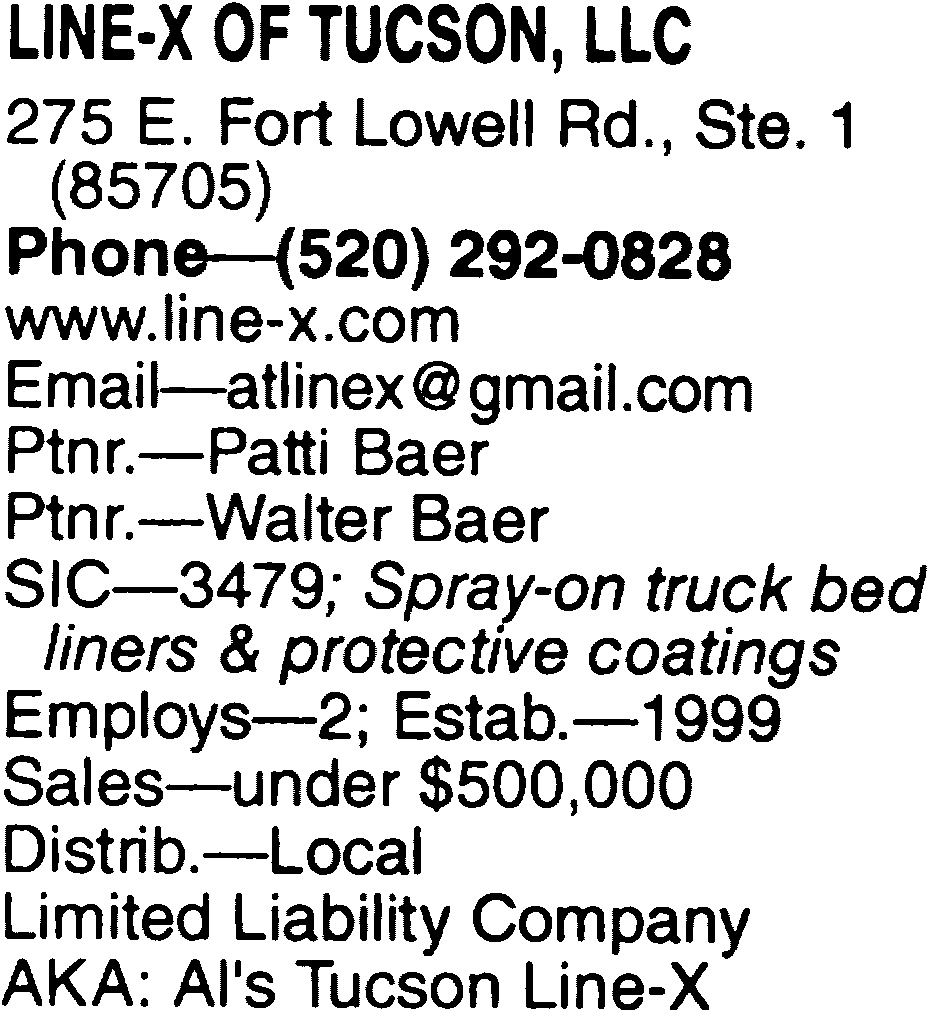 LINE-X OF TUCSON, LLC
275 E. Fort Lowell Rd., Ste. 1
(85705)
Phone—(520) 292-0828
www.line-x.com
Email—atlinex@gmail.com
Ptnr.—Patti Baer
Ptnr.—Walter Baer
SIC—3479; Spray-on truck bed
liners & protective coatings
Employs—2; Estab.—1999
Sales—under $500,000
Distrib.—Local
Limited Liability Company
AKA: Al's Tucson Line-X